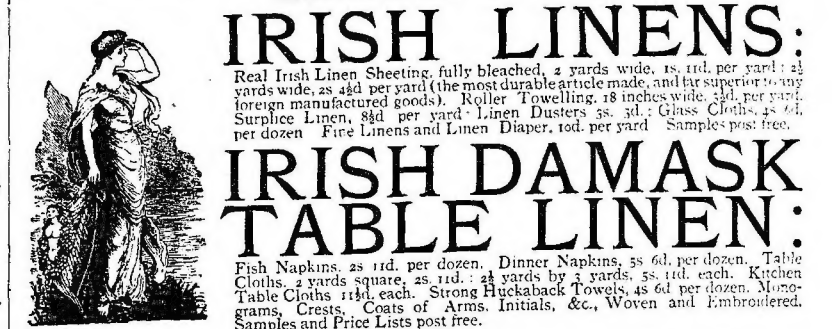 IRISH LINENS:
Real Irish Linen Sheeting, fully bleached, 2 yards wide, 1s. 11d. per yard : 2½
yards wide, 2s 4½d per yard (the most durable article made, and far superior to any
foreign manufactured goods). Roller Towelling, 18 inches wide, 3½d. per yard.
Surplice Linen, 8½d per yard · Linen Dusters 3s. 3d. : Glass Cloths, 4s 6d,
per dozen Fine Linens and Linen Diaper, 10d. per yard Samples post free.
IRISH DAMASK
TABLE LINEN:
Fish Napkins, 2s 11d. per dozen. Dinner Napkins, 5s 6d. per dozen. Table
Cloths, 2 yards square, 2s. 11d. : 2½ yards by 3 yards, 5s. 11d. each. Kitchen
Table Cloths 11½d. each. Strong Huckaback Towels, 4s 6d per dozen. Mono-
grams, Crests, Coats of Arms. Initials, &c., Woven and Embroidered.
Samples and Price Lists post free.